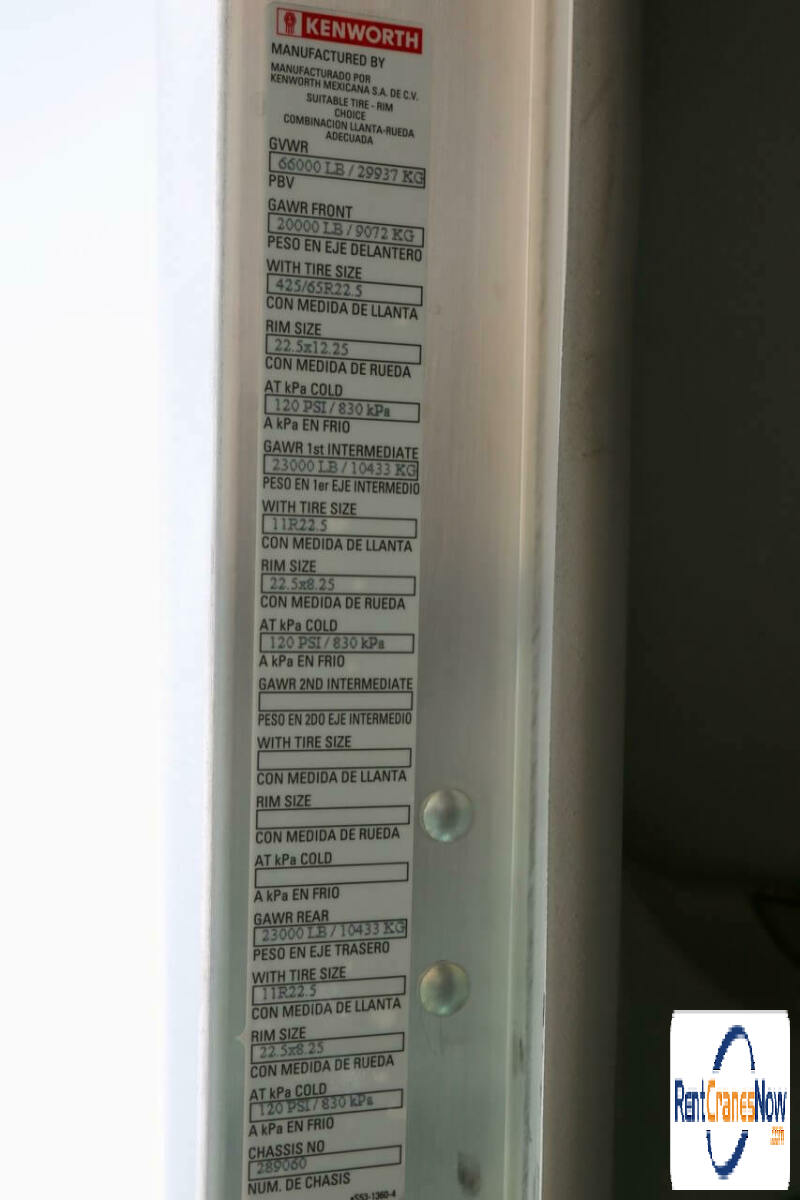 KENWORTH
MANUFACTURED BY
MANUFACTURADO POR
KENWORTH MEXICANA S.A. DE C.V.
SUITABLE TIRE - RIM
CHOICE
COMBINACION LLANTA-RUEDA
ADECUADA
GVWR
66000 LB / 29937 KG
PBV
GAWR FRONT
20000 LB / 9072 KG
PESO EN EJE DELANTERO
WITH TIRE SIZE
425/65R22.5
CON MEDIDA DE LLANTA
RIM SIZE
22.5x12.25
CON MEDIDA DE RUEDA
AT kPa COLD
120 PSI / 830 kPa
A kPa EN FRIO
GAWR 1st INTERMEDIATE
23000 LB / 10433 KG
PESO EN 1er EJE INTERMEDIO
WITH TIRE SIZE
11R22.5
CON MEDIDA DE LLANTA
RIM SIZE
22.5x8.25
CON MEDIDA DE RUEDA
AT kPa COLD
120 PSI / 830 kPa
A kPa EN FRIO
GAWR 2ND INTERMEDIATE
PESO EN 2DO EJE INTERMEDIO
WITH TIRE SIZE
CON MEDIDA DE LLANTA
RIM SIZE
CON MEDIDA DE RUEDA
AT kPa COLD
A kPa EN FRIO
GAWR REAR
23000 LB / 10433 KG
PESO EN EJE TRASERO
WITH TIRE SIZE
11R22.5
CON MEDIDA DE LLANTA
RIM SIZE
22.5x8.25
CON MEDIDA DE RUEDA
AT kPa COLD
120 PSI / 830 kPa
A kPa EN FRIO
CHASSIS NO
289060
NUM. DE CHASIS
RentCranesNow
.com